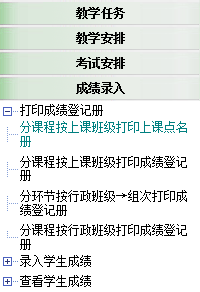 教学任务
教学安排
考试安排
成绩录入
打印成绩登记册
分课程按上课班级打印上课点名
册
分课程按上课班级打印成绩登记
册
分环节按行政班级→组次打印成
绩登记册
分课程按行政班级打印成绩登记
册
录入学生成绩
查看学生成绩